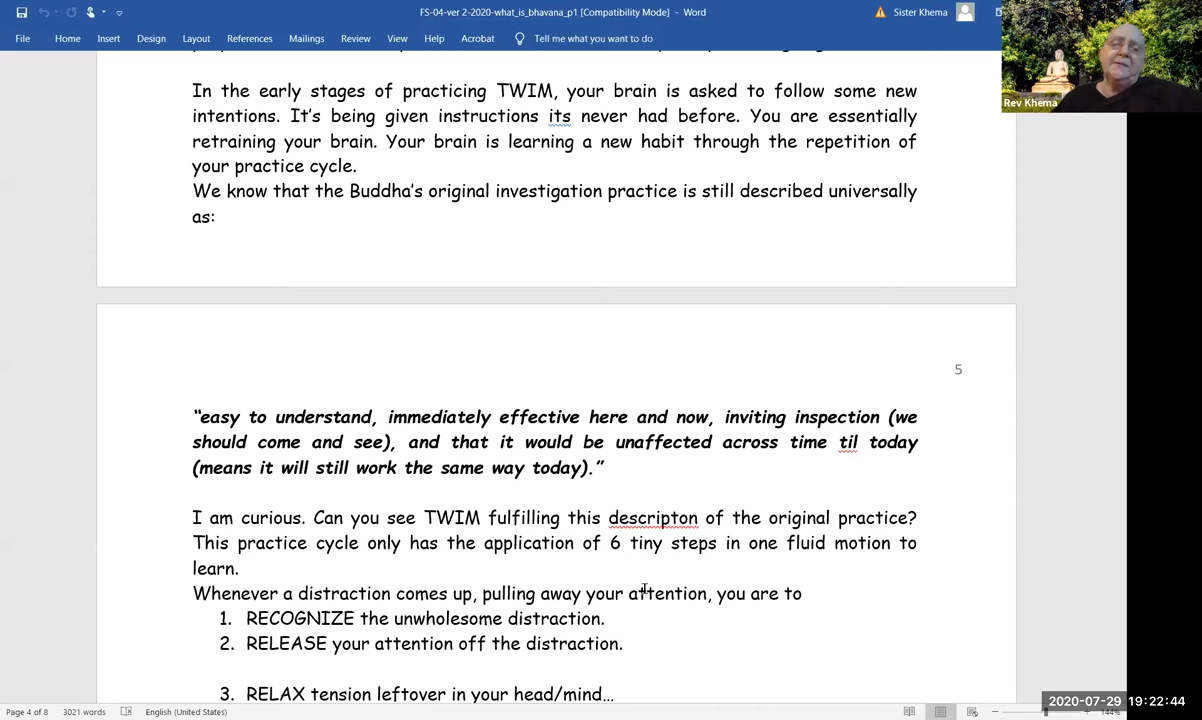 FS-04-ver 2-2020-what_is_bhavana_p1 [Compatibility Mode] - Word
Sister Khema
File Home Insert Design Layout References Mailings Review View Help Acrobat Tell me what you want to do
Rev Khema
In the early stages of practicing TWIM, your brain is asked to follow some new
intentions. It's being given instructions its never had before. You are essentially
retraining your brain. Your brain is learning a new habit through the repetition of
your practice cycle.
We know that the Buddha's original investigation practice is still described universally
as:
5
“easy to understand, immediately effective here and now, inviting inspection (we
should come and see), and that it would be unaffected across time til today
(means it will still work the same way today).”
I am curious. Can you see TWIM fulfilling this descripton of the original practice?
This practice cycle only has the application of 6 tiny steps in one fluid motion to
learn.
Whenever a distraction comes up, pulling away your attention, you are to
1. RECOGNIZE the unwholesome distraction.
2. RELEASE your attention off the distraction.
3. RELAX tension leftover in your head/mind...
Page 4 of 8 3021 words English (United States)
2020-07-29 19:22:44